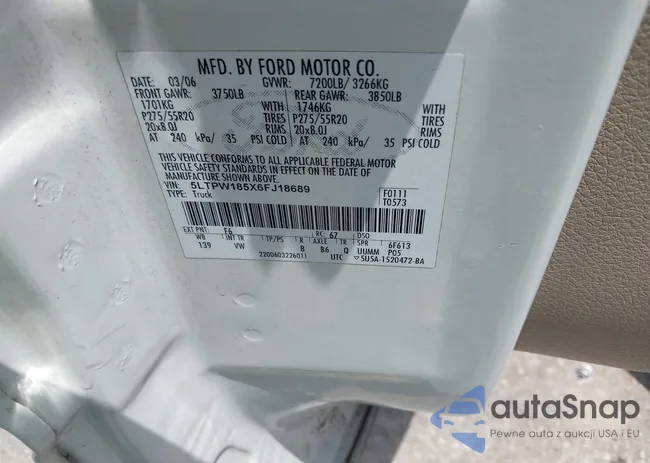 MFD. BY FORD MOTOR CO.
DATE: 03/06 GVWR: 7200LB/ 3266KG
FRONT GAWR: 3750LB REAR GAWR: 3850LB
1701KG WITH 1746KG WITH
P275/55R20 TIRES P275/55R20 TIRES
20x8.0J RIMS 20x8.0J RIMS
AT 240 kPa/ 35 PSI COLD AT 240 kPa/ 35 PSI COLD
THIS VEHICLE CONFORMS TO ALL APPLICABLE FEDERAL MOTOR
VEHICLE SAFETY STANDARDS IN EFFECT ON THE DATE OF
MANUFACTURE SHOWN ABOVE.
VIN: 5LTPW185X6FJ18689 F0111
TYPE: Truck T0573
EXT PNT: F6 RC: 67 DSO:
WB INT TR TP/PS R AXLE TR SPR 6F613
139 VW B B6 Q UUMM P05
2200603226011 UTC 5U5A-1520472-BA
autoSnap
Pewne auta z aukcji USA i EU